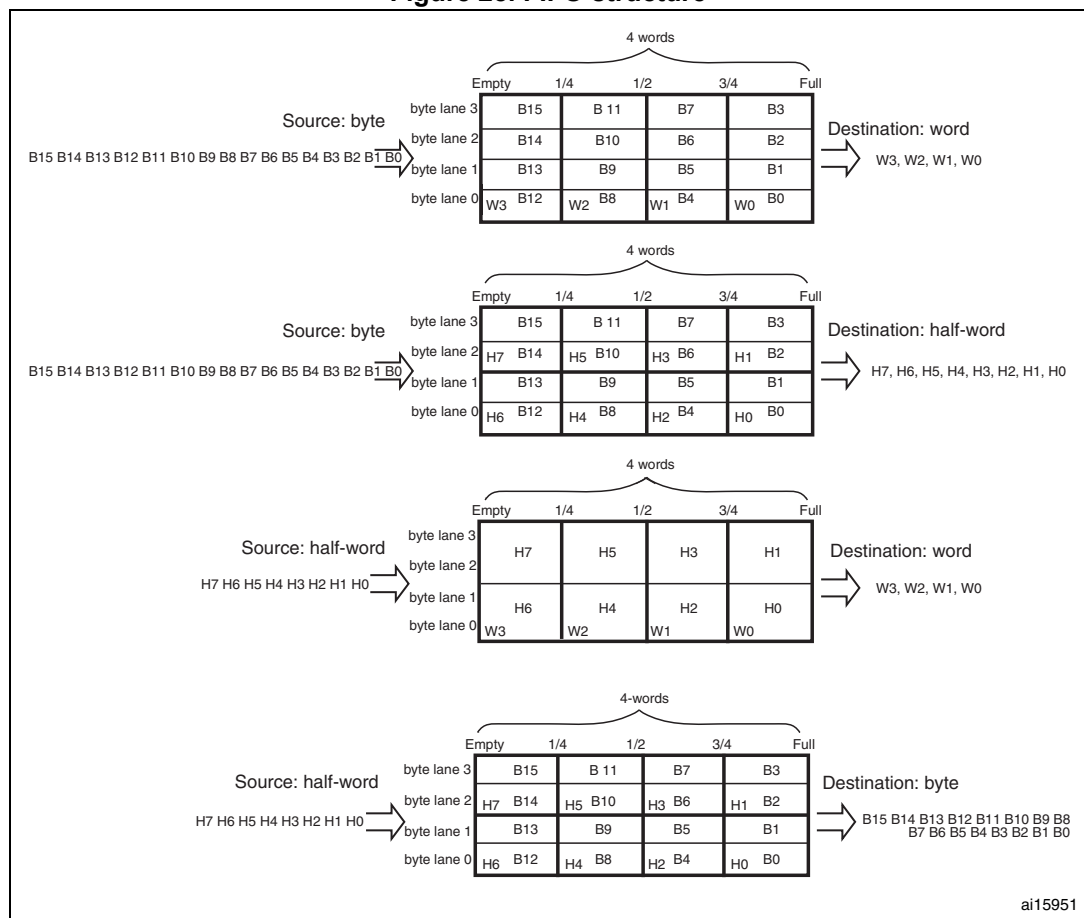 4 words
Empty 1/4 1/2 3/4 Full
byte lane 3 B15 B 11 B7 B3
Source: byte
Destination: word
byte lane 2 B14 B10 B6 B2
B15 B14 B13 B12 B11 B10 B9 B8 B7 B6 B5 B4 B3 B2 B1 B0
W3, W2, W1, W0
byte lane 1 B13 B9 B5 B1
byte lane 0 W3 B12 W2 B8 W1 B4 W0 B0
4 words
Empty 1/4 1/2 3/4 Full
byte lane 3 B15 B 11 B7 B3
Source: byte
Destination: half-word
byte lane 2 H7 B14 H5 B10 H3 B6 H1 B2
B15 B14 B13 B12 B11 B10 B9 B8 B7 B6 B5 B4 B3 B2 B1 B0
H7, H6, H5, H4, H3, H2, H1, H0
byte lane 1 B13 B9 B5 B1
byte lane 0 H6 B12 H4 B8 H2 B4 H0 B0
4 words
Empty 1/4 1/2 3/4 Full
byte lane 3
Source: half-word
H7 H5 H3 H1
Destination: word
byte lane 2
H7 H6 H5 H4 H3 H2 H1 H0
W3, W2, W1, W0
byte lane 1
H6 H4 H2 H0
byte lane 0 W3 W2 W1 W0
4-words
Empty 1/4 1/2 3/4 Full
byte lane 3 B15 B 11 B7 B3
Source: half-word
Destination: byte
byte lane 2 H7 B14 H5 B10 H3 B6 H1 B2
H7 H6 H5 H4 H3 H2 H1 H0
B15 B14 B13 B12 B11 B10 B9 B8
B7 B6 B5 B4 B3 B2 B1 B0
byte lane 1 B13 B9 B5 B1
byte lane 0 H6 B12 H4 B8 H2 B4 H0 B0
ai15951